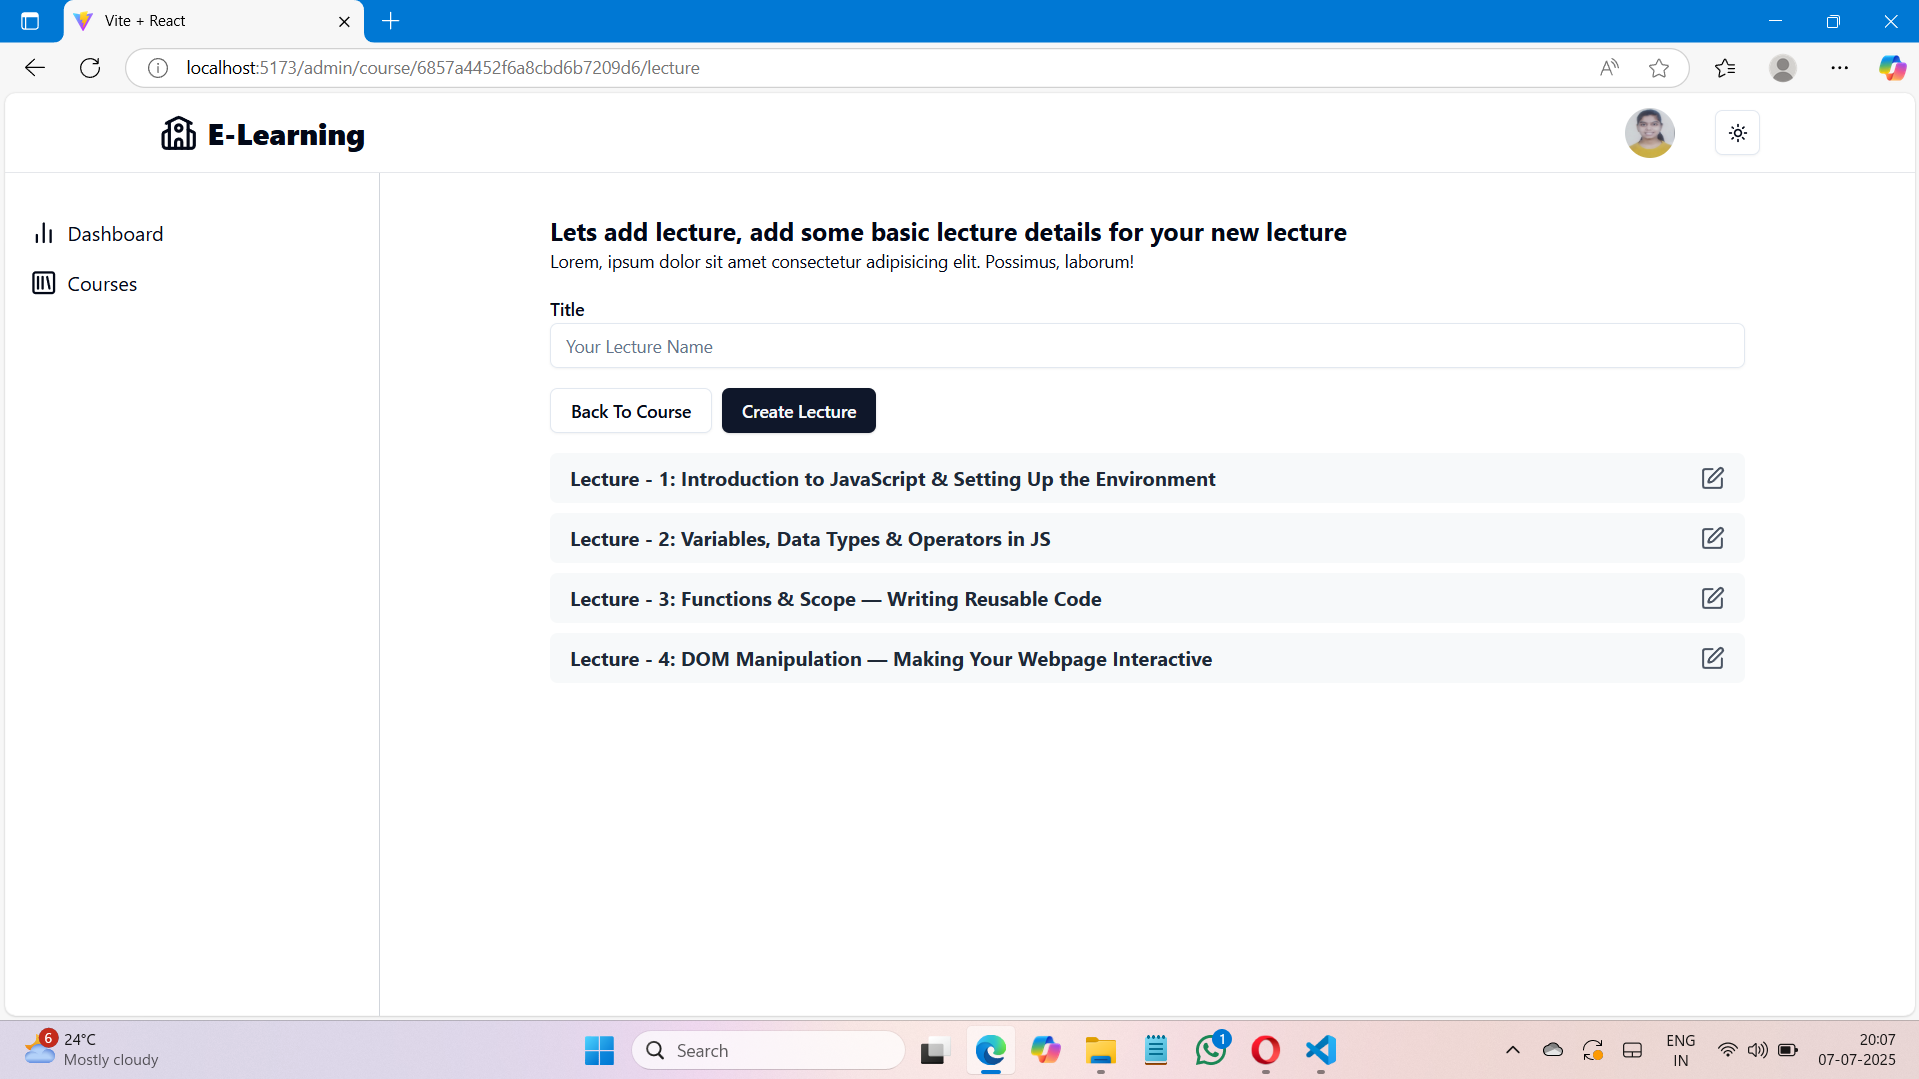 Vite + React
localhost:5173/admin/course/6857a4452f6a8cbd6b7209d6/lecture
E-Learning
Dashboard
Courses
Lets add lecture, add some basic lecture details for your new lecture
Lorem, ipsum dolor sit amet consectetur adipisicing elit. Possimus, laborum!
Title
Your Lecture Name
Back To Course
Create Lecture
Lecture - 1: Introduction to JavaScript & Setting Up the Environment
Lecture - 2: Variables, Data Types & Operators in JS
Lecture - 3: Functions & Scope — Writing Reusable Code
Lecture - 4: DOM Manipulation — Making Your Webpage Interactive
6
24°C
Mostly cloudy
Search
1
ENG
IN
20:07
07-07-2025